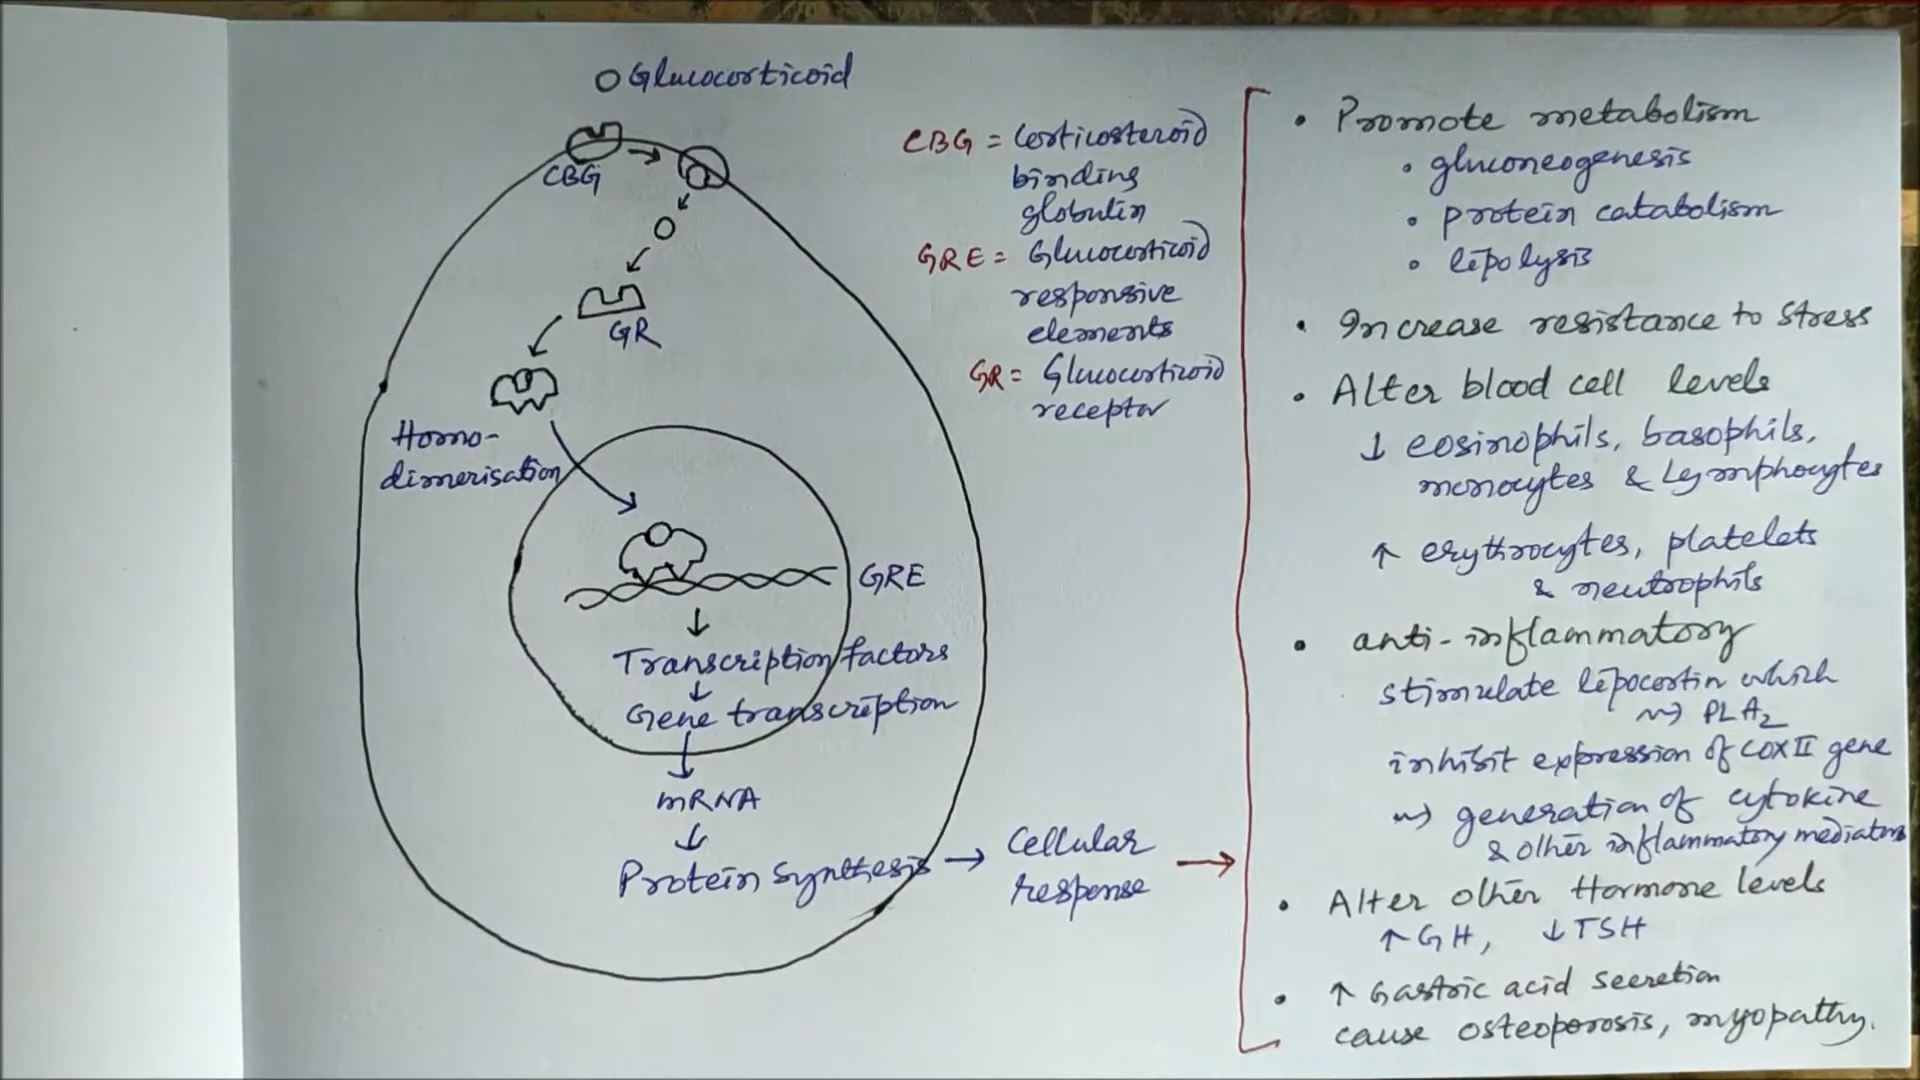 Glucocorticoid
CBG
GR
Homo-
dimerisation
GRE
Transcription factors
Gene transcription
mRNA
Protein Synthesis → Cellular
response →
CBG = Corticosteroid
binding
globulin
GRE = Glucocorticoid
responsive
elements
GR = Glucocorticoid
receptor
• Promote metabolism
• gluconeogenesis
• protein catabolism
• lipolysis
• Increase resistance to stress
• Alter blood cell levels
↓ eosinophils, basophils,
monocytes & Lymphocytes
↑ erythrocytes, platelets
& neutrophils
• anti-inflammatory
stimulate lipocortin which
⇝ PLA2
inhibit expression of COX II gene
⇝ generation of cytokine
& other inflammatory mediators
• Alter other Hormone levels
↑ GH, ↓ TSH
• ↑ Gastric acid secretion
cause osteoporosis, myopathy.